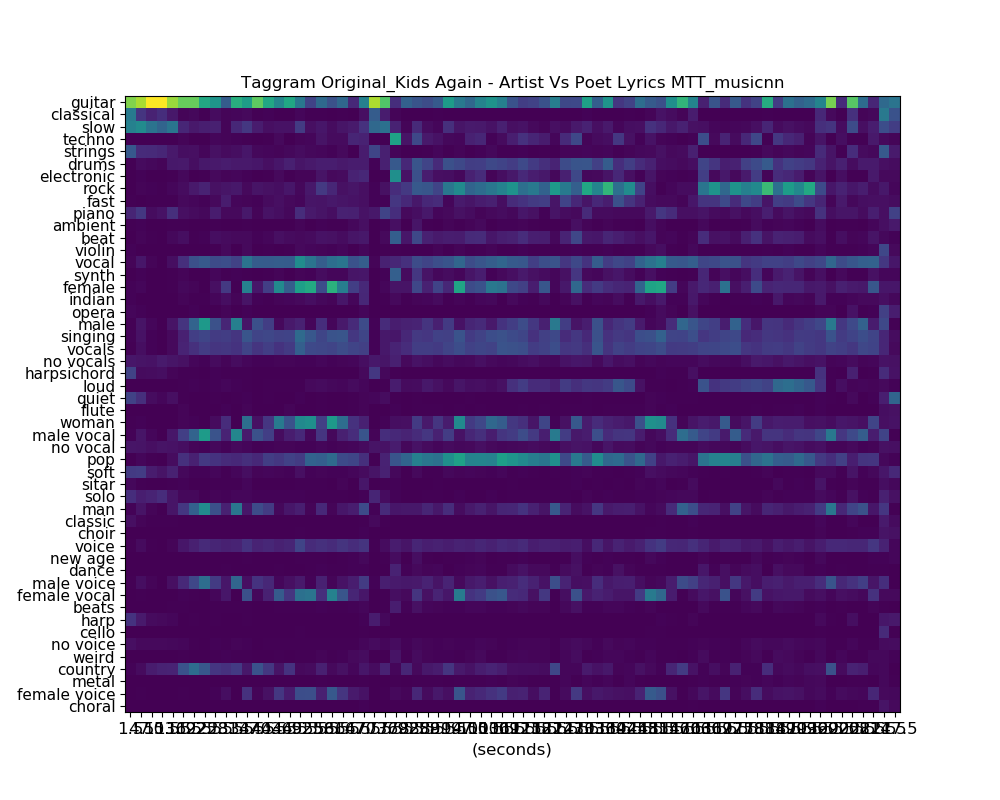 Taggram Original_Kids Again - Artist Vs Poet Lyrics MTT_musicnn
guitar
classical
slow
techno
strings
drums
electronic
rock
fast
piano
ambient
beat
violin
vocal
synth
female
indian
opera
male
singing
vocals
no vocals
harpsichord
loud
quiet
flute
woman
male vocal
no vocal
pop
soft
sitar
solo
man
classic
choir
voice
new age
dance
male voice
female vocal
beats
harp
cello
no voice
weird
country
metal
female voice
choral
(seconds)